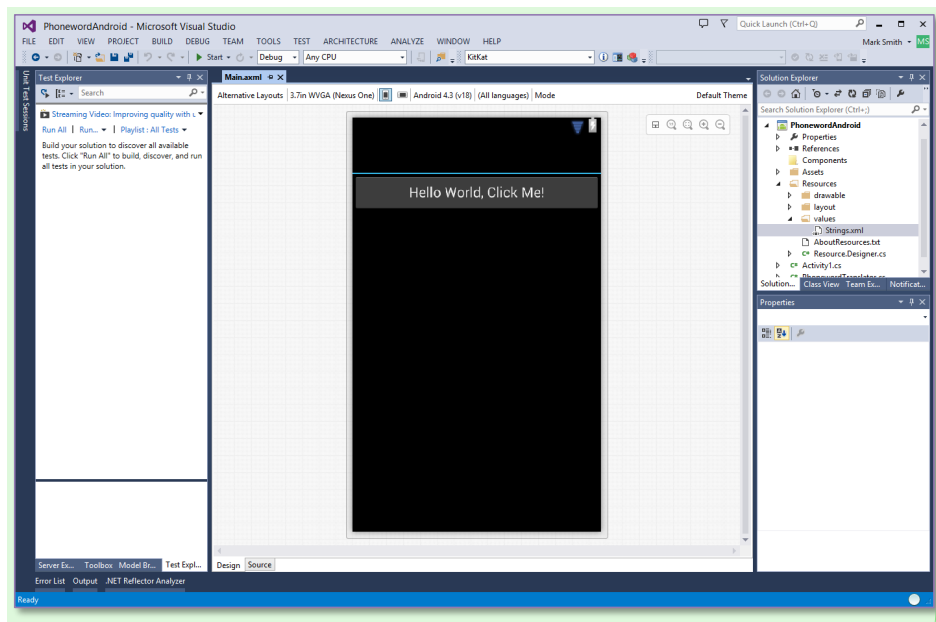 PhonewordAndroid - Microsoft Visual Studio
Quick Launch (Ctrl+Q)
FILE EDIT VIEW PROJECT BUILD DEBUG TEAM TOOLS TEST ARCHITECTURE ANALYZE WINDOW HELP
Mark Smith MS
Start Debug Any CPU KitKat
Unit Test Sessions
Test Explorer
Search
Streaming Video: Improving quality with u
Run All | Run... | Playlist : All Tests
Build your solution to discover all available
tests. Click "Run All" to build, discover, and run
all tests in your solution.
Main.axml
Alternative Layouts 3.7in WVGA (Nexus One) Android 4.3 (v18) (All languages) Mode Default Theme
Hello World, Click Me!
Design Source
Solution Explorer
Search Solution Explorer (Ctrl+;)
PhonewordAndroid
Properties
References
Components
Assets
Resources
drawable
layout
values
Strings.xml
AboutResources.txt
Resource.Designer.cs
Activity1.cs
PhonewordTranslator.cs
Solution... Class View Team Ex... Notificat...
Properties
Server Ex... Toolbox Model Br... Test Expl...
Error List Output .NET Reflector Analyzer
Ready